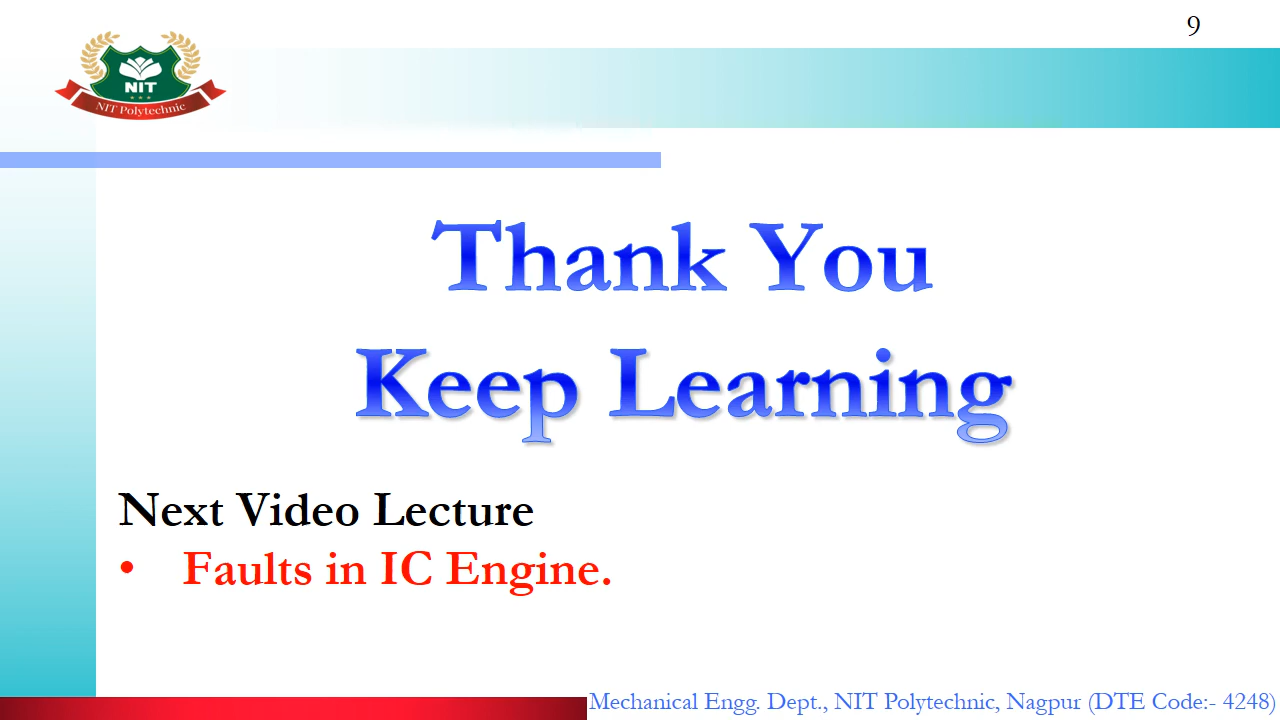 9
NIT
NIT Polytechnic
Thank You
Keep Learning
Next Video Lecture
• Faults in IC Engine.
Mechanical Engg. Dept., NIT Polytechnic, Nagpur (DTE Code:- 4248)